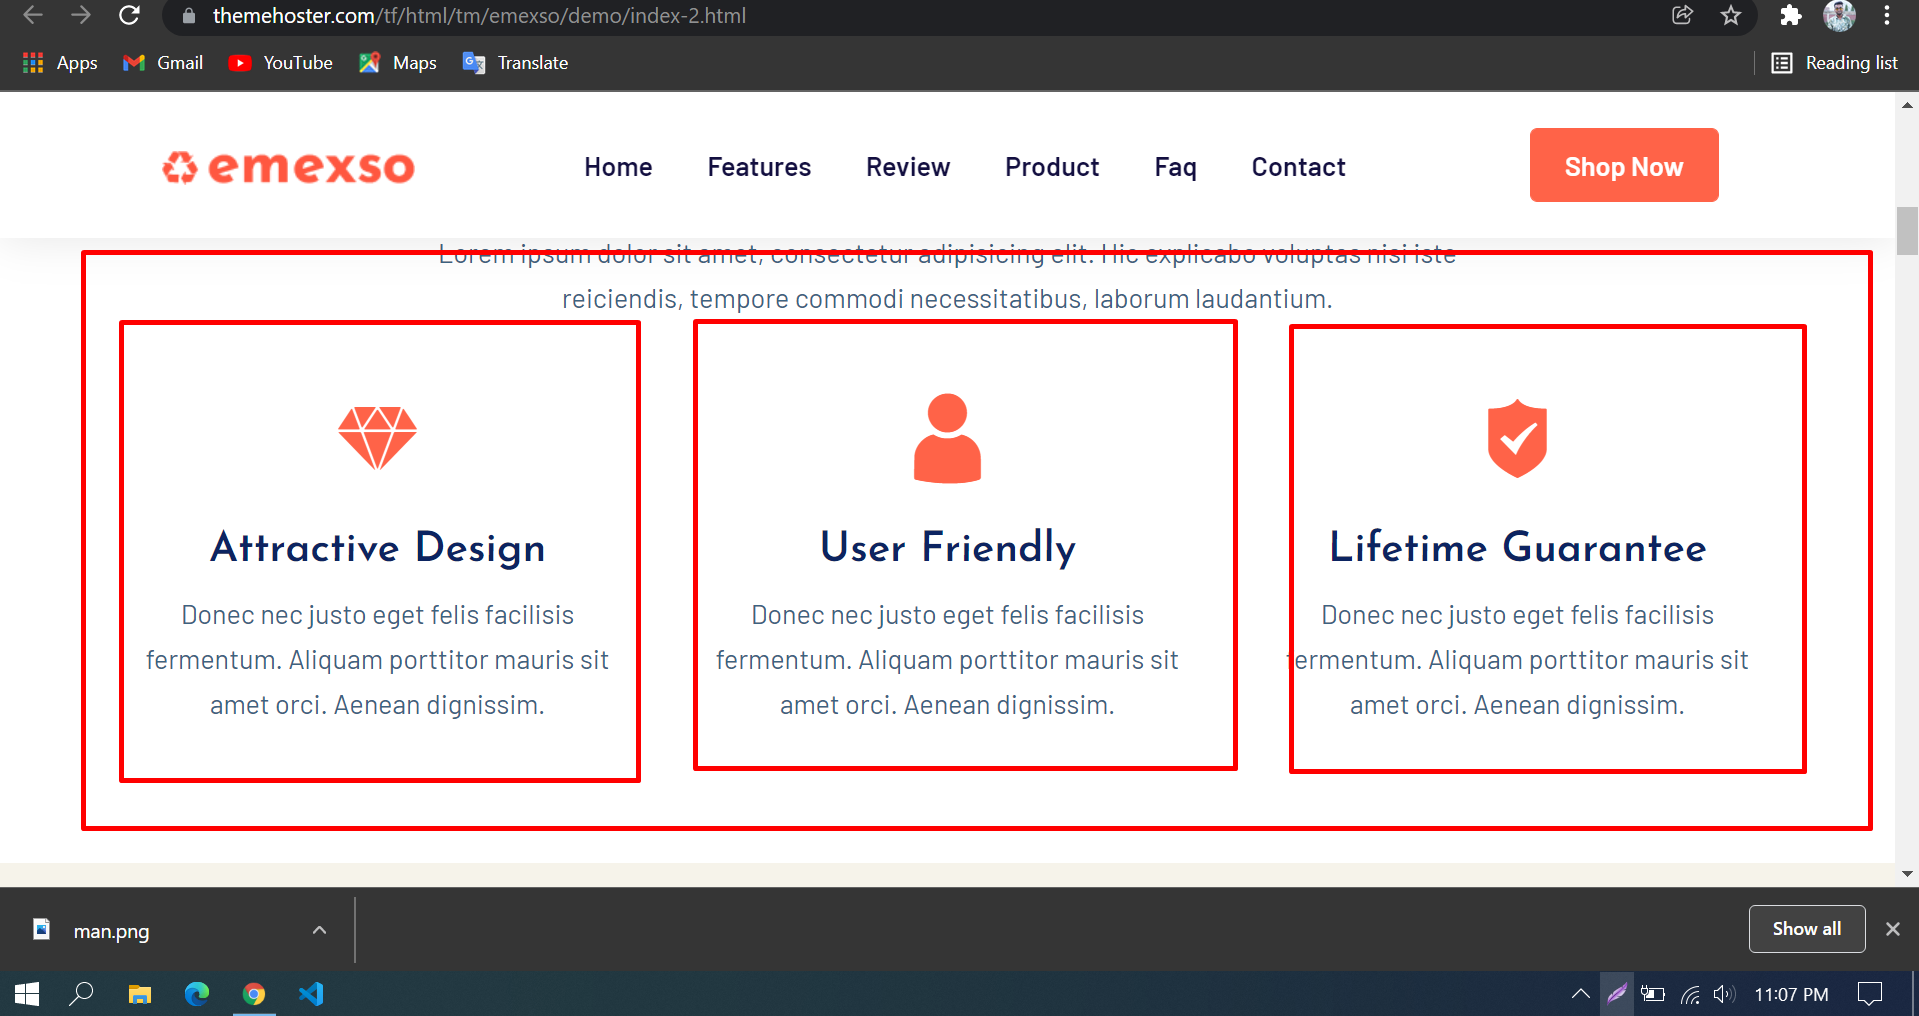 themehoster.com/tf/html/tm/emexso/demo/index-2.html
Apps Gmail YouTube Maps Translate Reading list
emexso Home Features Review Product Faq Contact Shop Now
Lorem ipsum dolor sit amet, consectetur adipisicing elit. Hic explicabo voluptas nisi iste
reiciendis, tempore commodi necessitatibus, laborum laudantium.
Attractive Design
Donec nec justo eget felis facilisis
fermentum. Aliquam porttitor mauris sit
amet orci. Aenean dignissim.
User Friendly
Donec nec justo eget felis facilisis
fermentum. Aliquam porttitor mauris sit
amet orci. Aenean dignissim.
Lifetime Guarantee
Donec nec justo eget felis facilisis
fermentum. Aliquam porttitor mauris sit
amet orci. Aenean dignissim.
man.png Show all
11:07 PM